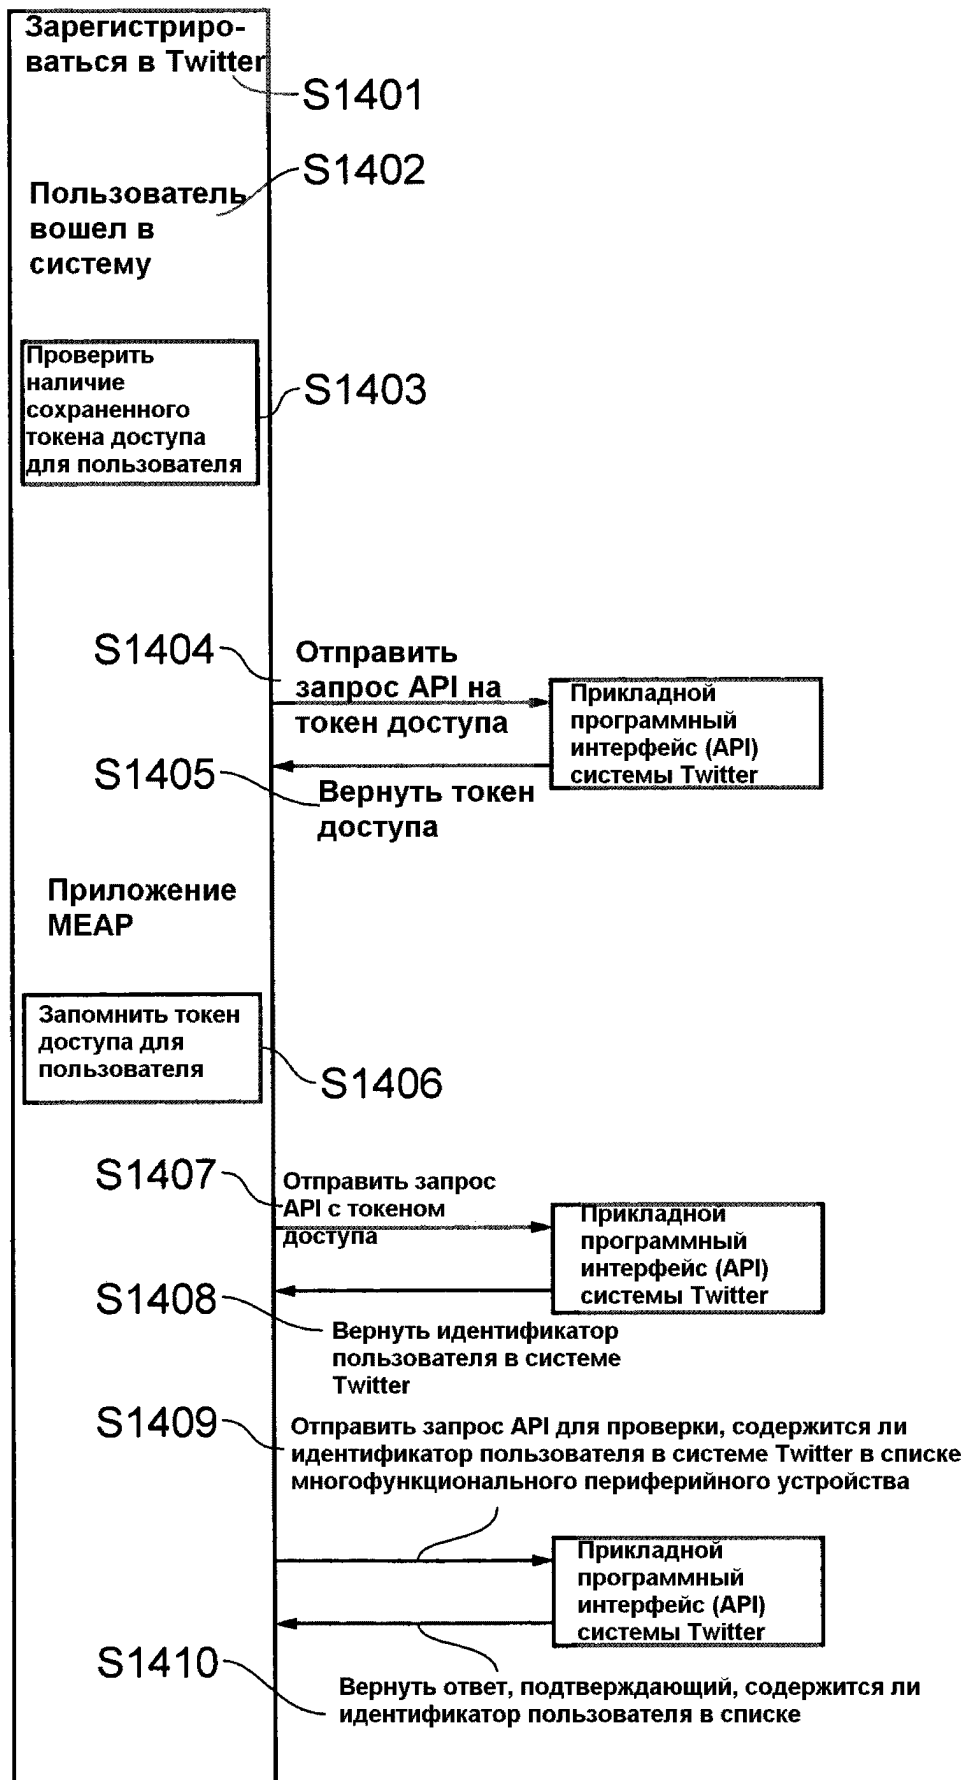 Зарегистриро-
ваться в Twitter
S1401
S1402
Пользователь
вошел в
систему
Проверить
наличие
сохраненного
токена доступа
для пользователя
S1403
S1404
Отправить
запрос API на
токен доступа
Прикладной
программный
интерфейс (API)
системы Twitter
S1405
Вернуть токен
доступа
Приложение
MEAP
Запомнить токен
доступа для
пользователя
S1406
S1407
Отправить запрос
API с токеном
доступа
Прикладной
программный
интерфейс (API)
системы Twitter
S1408
Вернуть идентификатор
пользователя в системе
Twitter
S1409
Отправить запрос API для проверки, содержится ли
идентификатор пользователя в системе Twitter в списке
многофункционального периферийного устройства
Прикладной
программный
интерфейс (API)
системы Twitter
S1410
Вернуть ответ, подтверждающий, содержится ли
идентификатор пользователя в списке